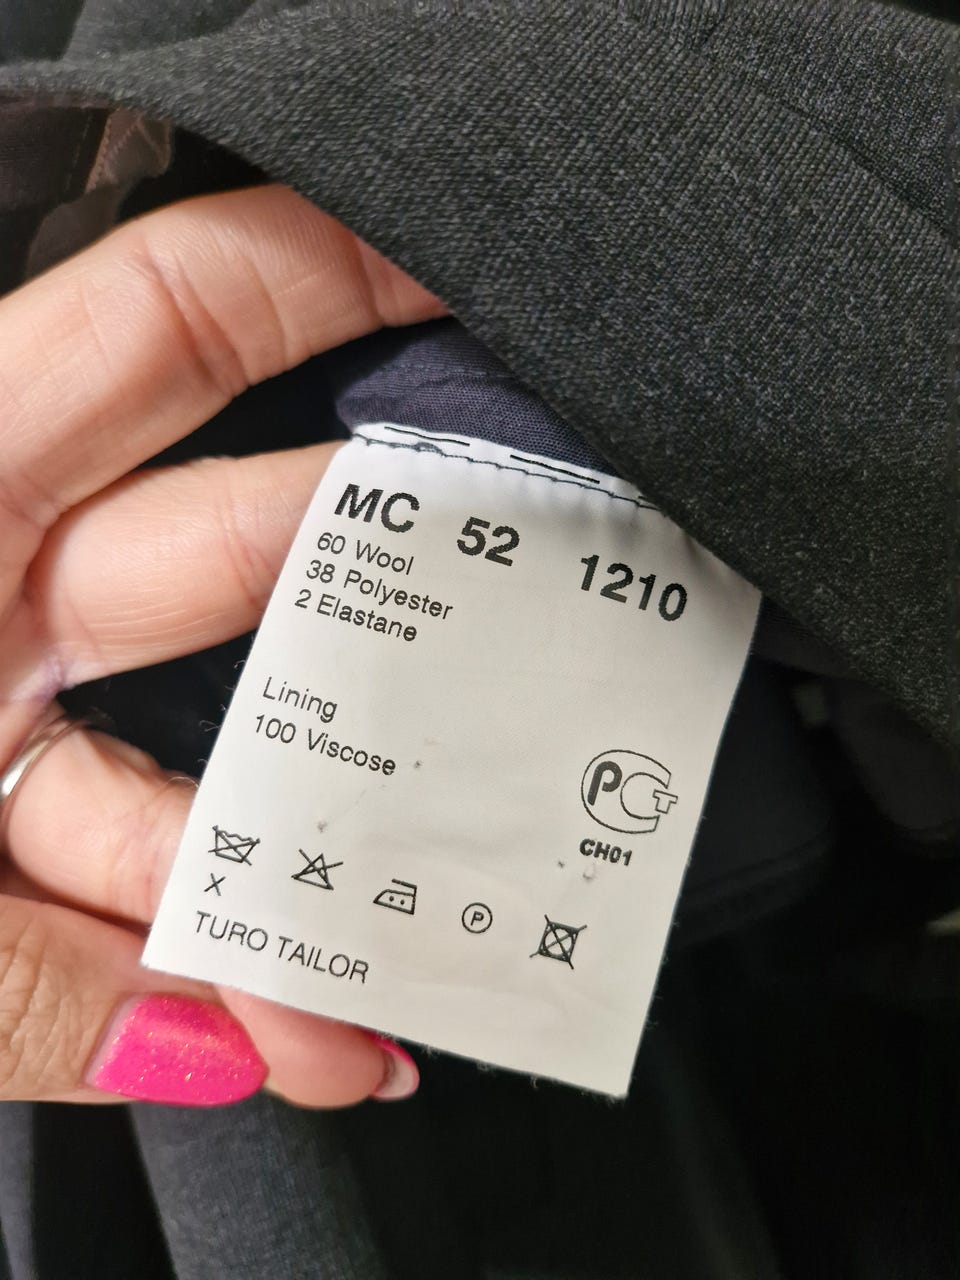 MC 52 1210
60 Wool
38 Polyester
2 Elastane
Lining
100 Viscose
PCT
CH01
P
X
TURO TAILOR